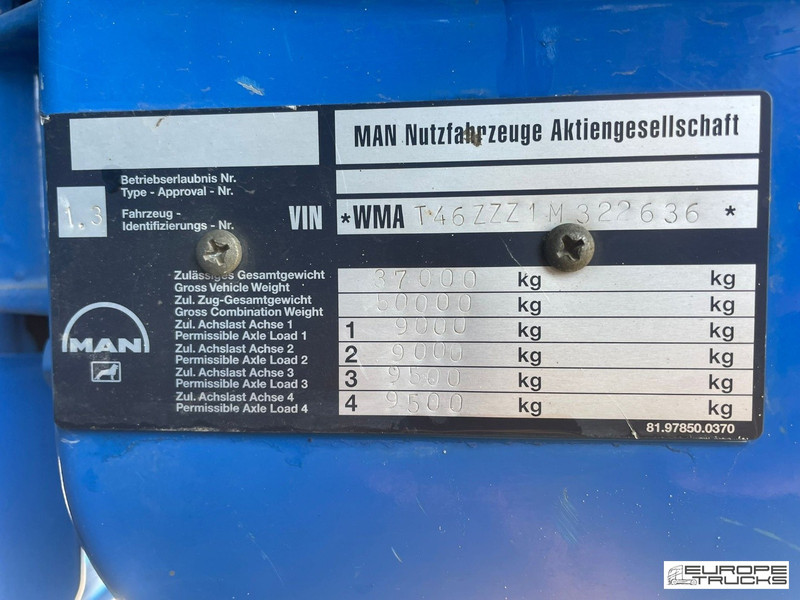 MAN Nutzfahrzeuge Aktiengesellschaft
Betriebserlaubnis Nr.
Type - Approval - Nr.
1.3
Fahrzeug -
Identifizierungs - Nr.
VIN
*WMA T46ZZZ1M322636 *
Zulässiges Gesamtgewicht
Gross Vehicle Weight
37000 kg kg
Zul. Zug-Gesamtgewicht
Gross Combination Weight
kg kg
Zul. Achslast Achse 1
Permissible Axle Load 1
1 9000 kg kg
Zul. Achslast Achse 2
Permissible Axle Load 2
2 9000 kg kg
Zul. Achslast Achse 3
Permissible Axle Load 3
3 9500 kg kg
Zul. Achslast Achse 4
Permissible Axle Load 4
4 9500 kg kg
MAN
81.97850.0370
EUROPE
TRUCKS